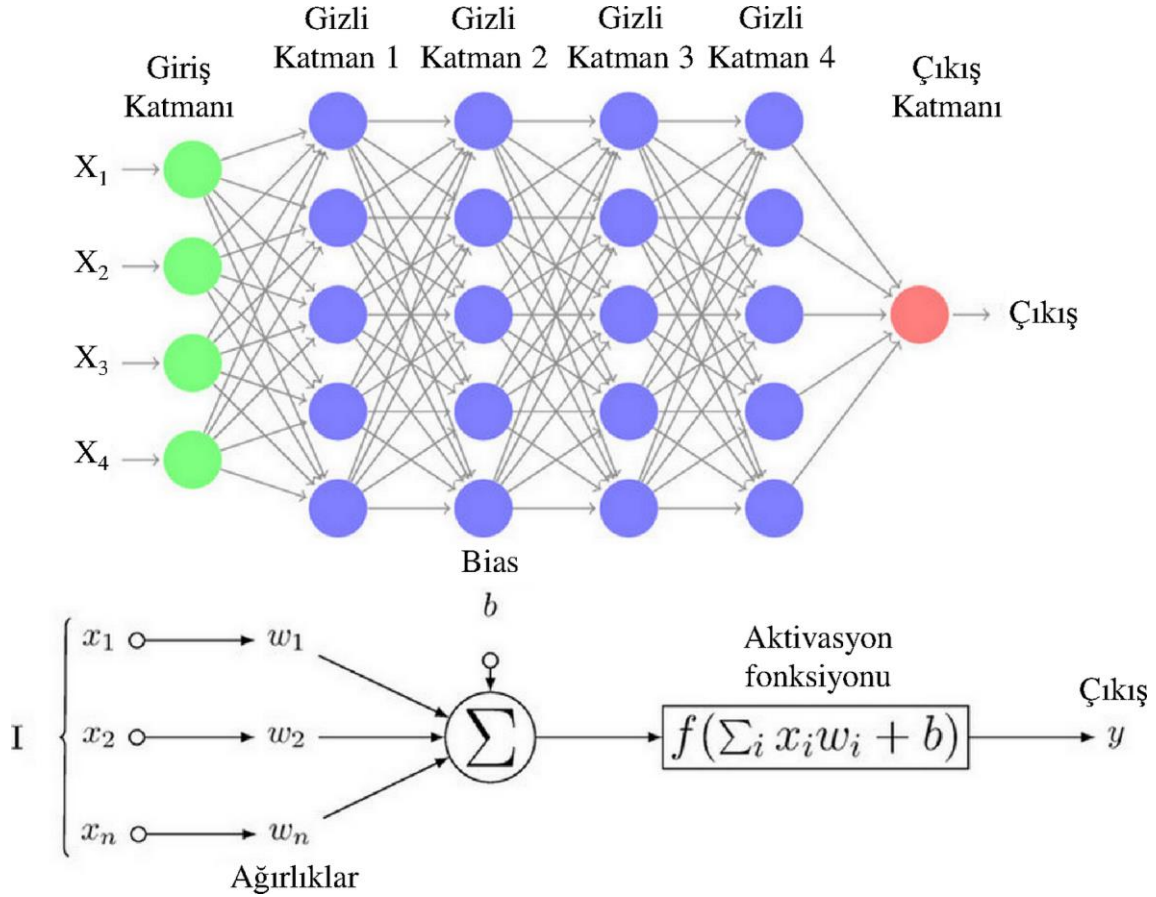 Giriş
Katmanı
Gizli
Katman 1
Gizli
Katman 2
Gizli
Katman 3
Gizli
Katman 4
Çıkış
Katmanı
X₁
X₂
X₃
X₄
Çıkış
Bias
b
I
x₁
w₁
x₂
w₂
xₙ
wₙ
Ağırlıklar
∑
Aktivasyon
fonksiyonu
f(∑ᵢ xᵢwᵢ + b)
Çıkış
y